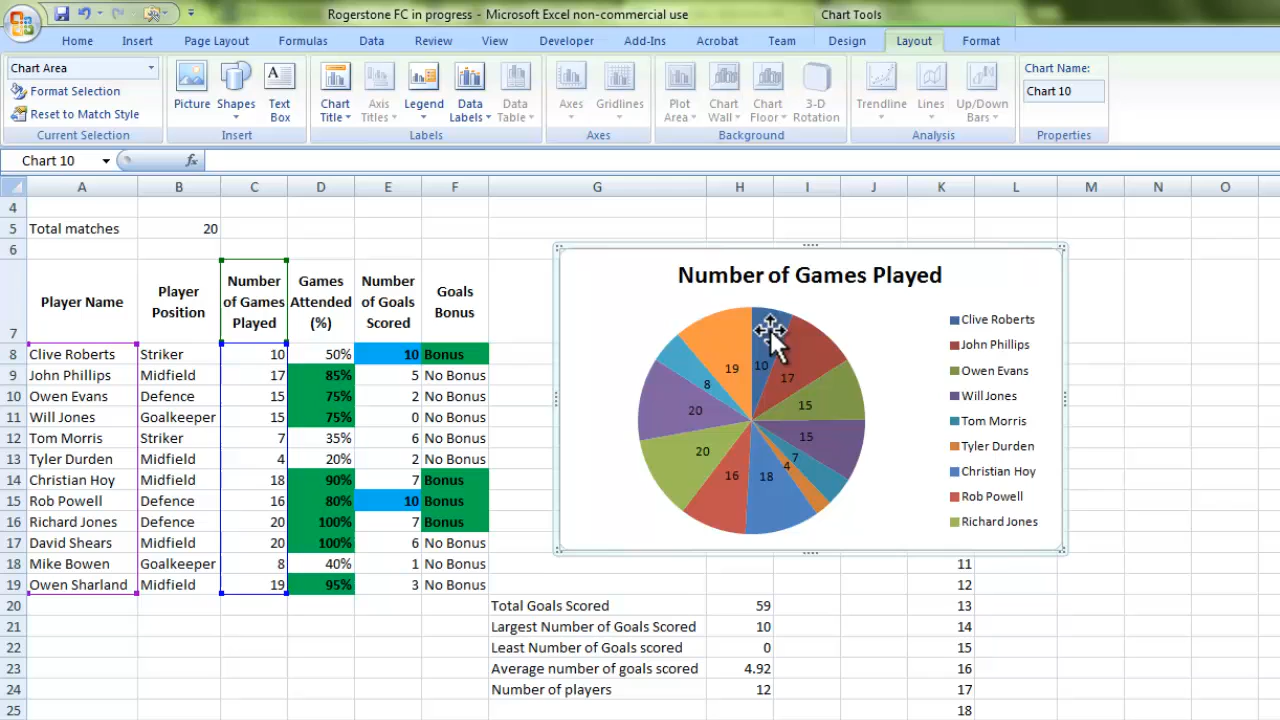 Rogerstone FC in progress - Microsoft Excel non-commercial use
Chart Tools
Home Insert Page Layout Formulas Data Review View Developer Add-Ins Acrobat Team Design Layout Format
Chart Area
Format Selection
Reset to Match Style
Current Selection
Picture Shapes Text Box
Insert
Chart Title Axis Titles Legend Data Labels Data Table
Labels
Axes Gridlines
Axes
Plot Area Chart Wall Chart Floor 3-D Rotation
Background
Trendline Lines Up/Down Bars
Analysis
Chart Name:
Chart 10
Properties
Chart 10 fx
A B C D E F G H I J K L M N O
4
5 Total matches 20
6
7 Player Name Player Position Number of Games Played Games Attended (%) Number of Goals Scored Goals Bonus
8 Clive Roberts Striker 10 50% 10 Bonus
9 John Phillips Midfield 17 85% 5 No Bonus
10 Owen Evans Defence 15 75% 2 No Bonus
11 Will Jones Goalkeeper 15 75% 0 No Bonus
12 Tom Morris Striker 7 35% 6 No Bonus
13 Tyler Durden Midfield 4 20% 2 No Bonus
14 Christian Hoy Midfield 18 90% 7 Bonus
15 Rob Powell Defence 16 80% 10 Bonus
16 Richard Jones Defence 20 100% 7 Bonus
17 David Shears Midfield 20 100% 6 No Bonus
18 Mike Bowen Goalkeeper 8 40% 1 No Bonus 11
19 Owen Sharland Midfield 19 95% 3 No Bonus 12
20 Total Goals Scored 59 13
21 Largest Number of Goals Scored 10 14
22 Least Number of Goals scored 0 15
23 Average number of goals scored 4.92 16
24 Number of players 12 17
25 18
Number of Games Played
10
17
15
15
7
4
18
16
20
20
8
19
Clive Roberts
John Phillips
Owen Evans
Will Jones
Tom Morris
Tyler Durden
Christian Hoy
Rob Powell
Richard Jones